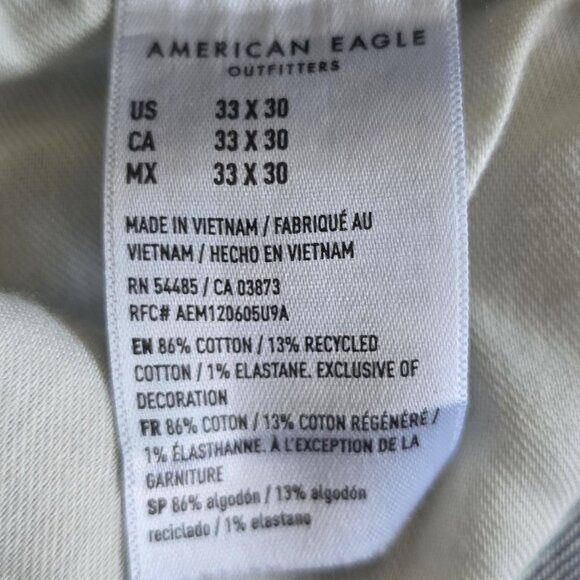 AMERICAN EAGLE
OUTFITTERS
US 33 X 30
CA 33 X 30
MX 33 X 30
MADE IN VIETNAM / FABRIQUÉ AU
VIETNAM / HECHO EN VIETNAM
RN 54485 / CA 03873
RFC# AEM120605U9A
EN 86% COTTON / 13% RECYCLED
COTTON / 1% ELASTANE. EXCLUSIVE OF
DECORATION
FR 86% COTON / 13% COTON RÉGÉNÉRÉ /
1% ÉLASTHANNE. À L'EXCEPTION DE LA
GARNITURE
SP 86% algodón / 13% algodón
reciclado / 1% elastano